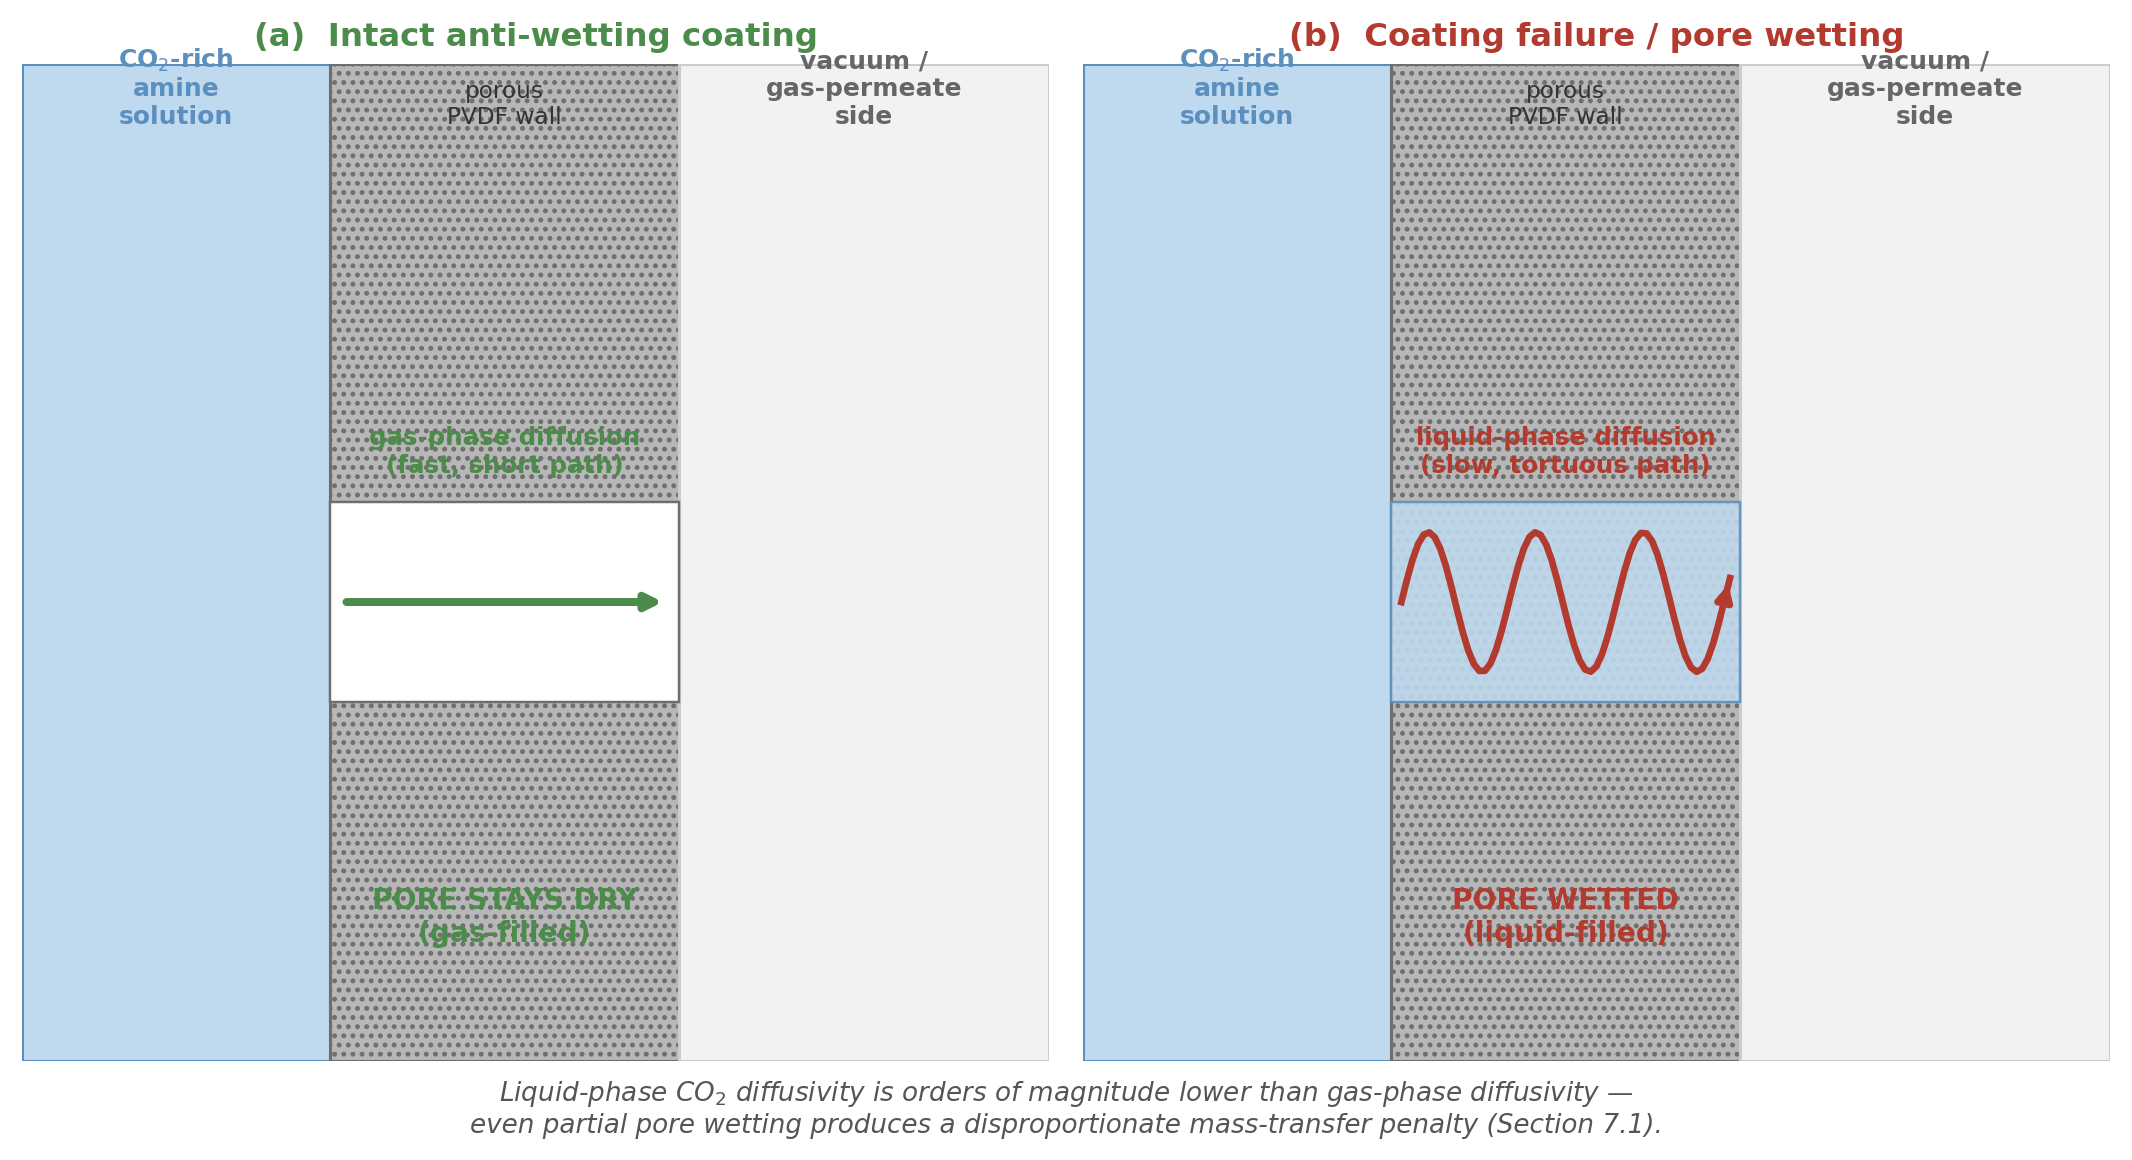 (a)  Intact anti-wetting coating
CO₂-rich
amine
solution
porous
PVDF wall
vacuum /
gas-permeate
side
gas-phase diffusion
(fast, short path)
PORE STAYS DRY
(gas-filled)
(b)  Coating failure / pore wetting
CO₂-rich
amine
solution
porous
PVDF wall
vacuum /
gas-permeate
side
liquid-phase diffusion
(slow, tortuous path)
PORE WETTED
(liquid-filled)
Liquid-phase CO₂ diffusivity is orders of magnitude lower than gas-phase diffusivity —
even partial pore wetting produces a disproportionate mass-transfer penalty (Section 7.1).